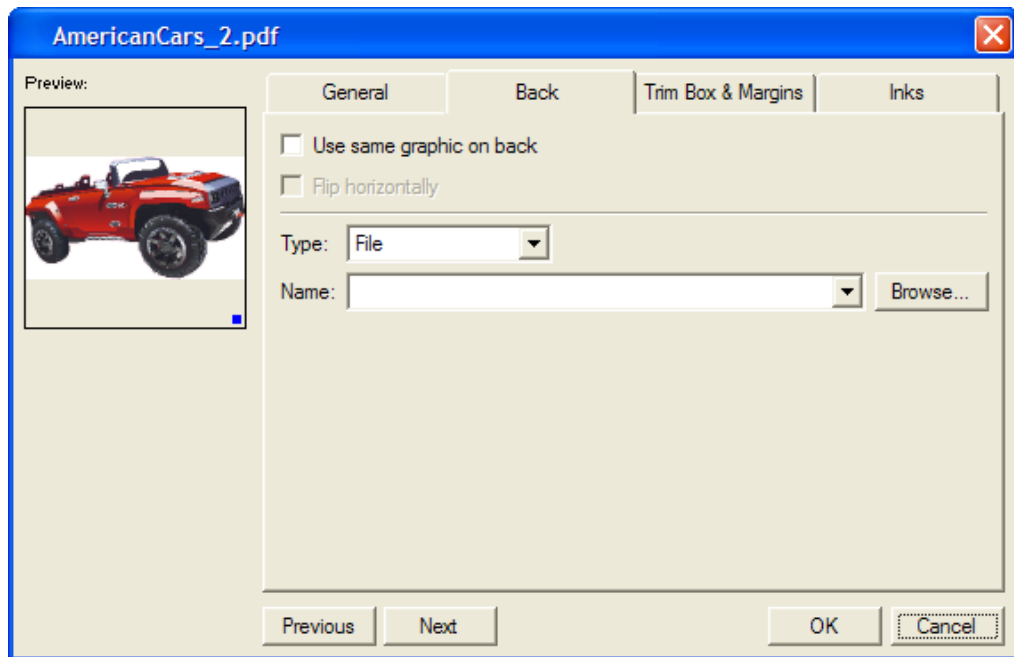 AmericanCars_2.pdf
Preview:
General Back Trim Box & Margins Inks
Use same graphic on back
Flip horizontally
Type: File
Name: Browse...
Previous Next OK Cancel